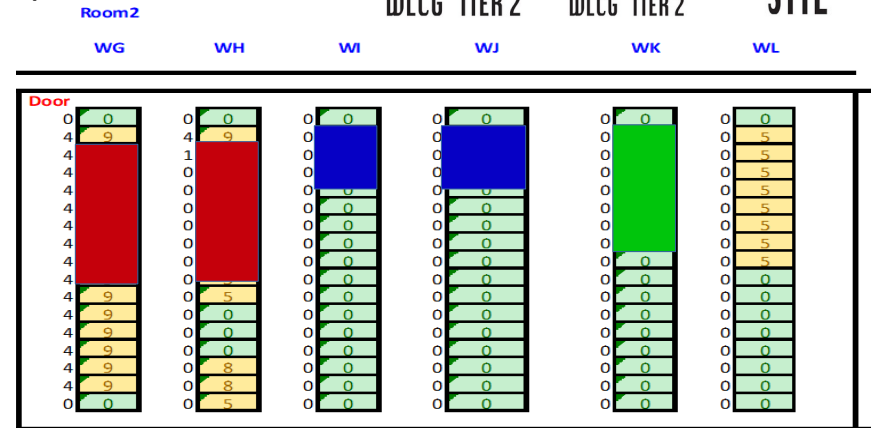 WLCG TIER 2 WLCG TIER 2 SITE
Room2
WG WH WI WJ WK WL
Door
0 0 0 0 0 0 0 0 0 0 0 0
4 9 4 9 0 0 0 0 5
4 1 0 0 0 0 5
4 0 0 0 0 0 5
4 0 0 0 0 0 0 0 5
4 0 0 0 0 0 0 0 5
4 0 0 0 0 0 0 0 5
4 0 0 0 0 0 0 0 5
4 0 0 0 0 0 0 0 0 5
4 0 0 0 0 0 0 0 0 0
4 9 0 5 0 0 0 0 0 0 0 0
4 9 0 0 0 0 0 0 0 0 0 0
4 9 0 0 0 0 0 0 0 0 0 0
4 9 0 0 0 0 0 0 0 0 0 0
4 9 0 8 0 0 0 0 0 0 0 0
4 9 0 8 0 0 0 0 0 0 0 0
0 0 0 5 0 0 0 0 0 0 0 0